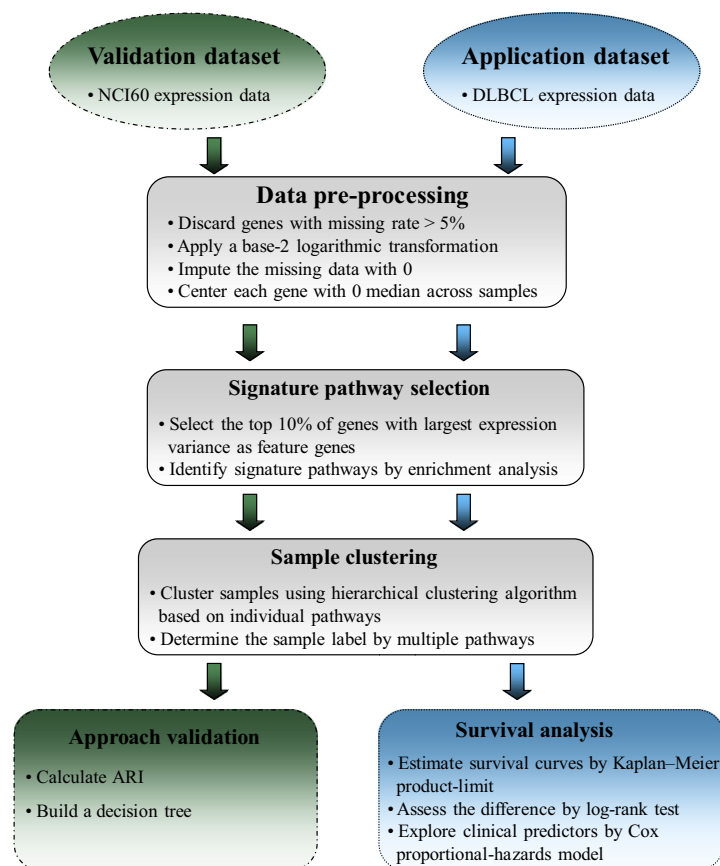 Validation dataset
• NCI60 expression data
Application dataset
• DLBCL expression data
Data pre-processing
• Discard genes with missing rate > 5%
• Apply a base-2 logarithmic transformation
• Impute the missing data with 0
• Center each gene with 0 median across samples
Signature pathway selection
• Select the top 10% of genes with largest expression
variance as feature genes
• Identify signature pathways by enrichment analysis
Sample clustering
• Cluster samples using hierarchical clustering algorithm
based on individual pathways
• Determine the sample label by multiple pathways
Approach validation
• Calculate ARI
• Build a decision tree
Survival analysis
• Estimate survival curves by Kaplan–Meier
product-limit
• Assess the difference by log-rank test
• Explore clinical predictors by Cox
proportional-hazards model